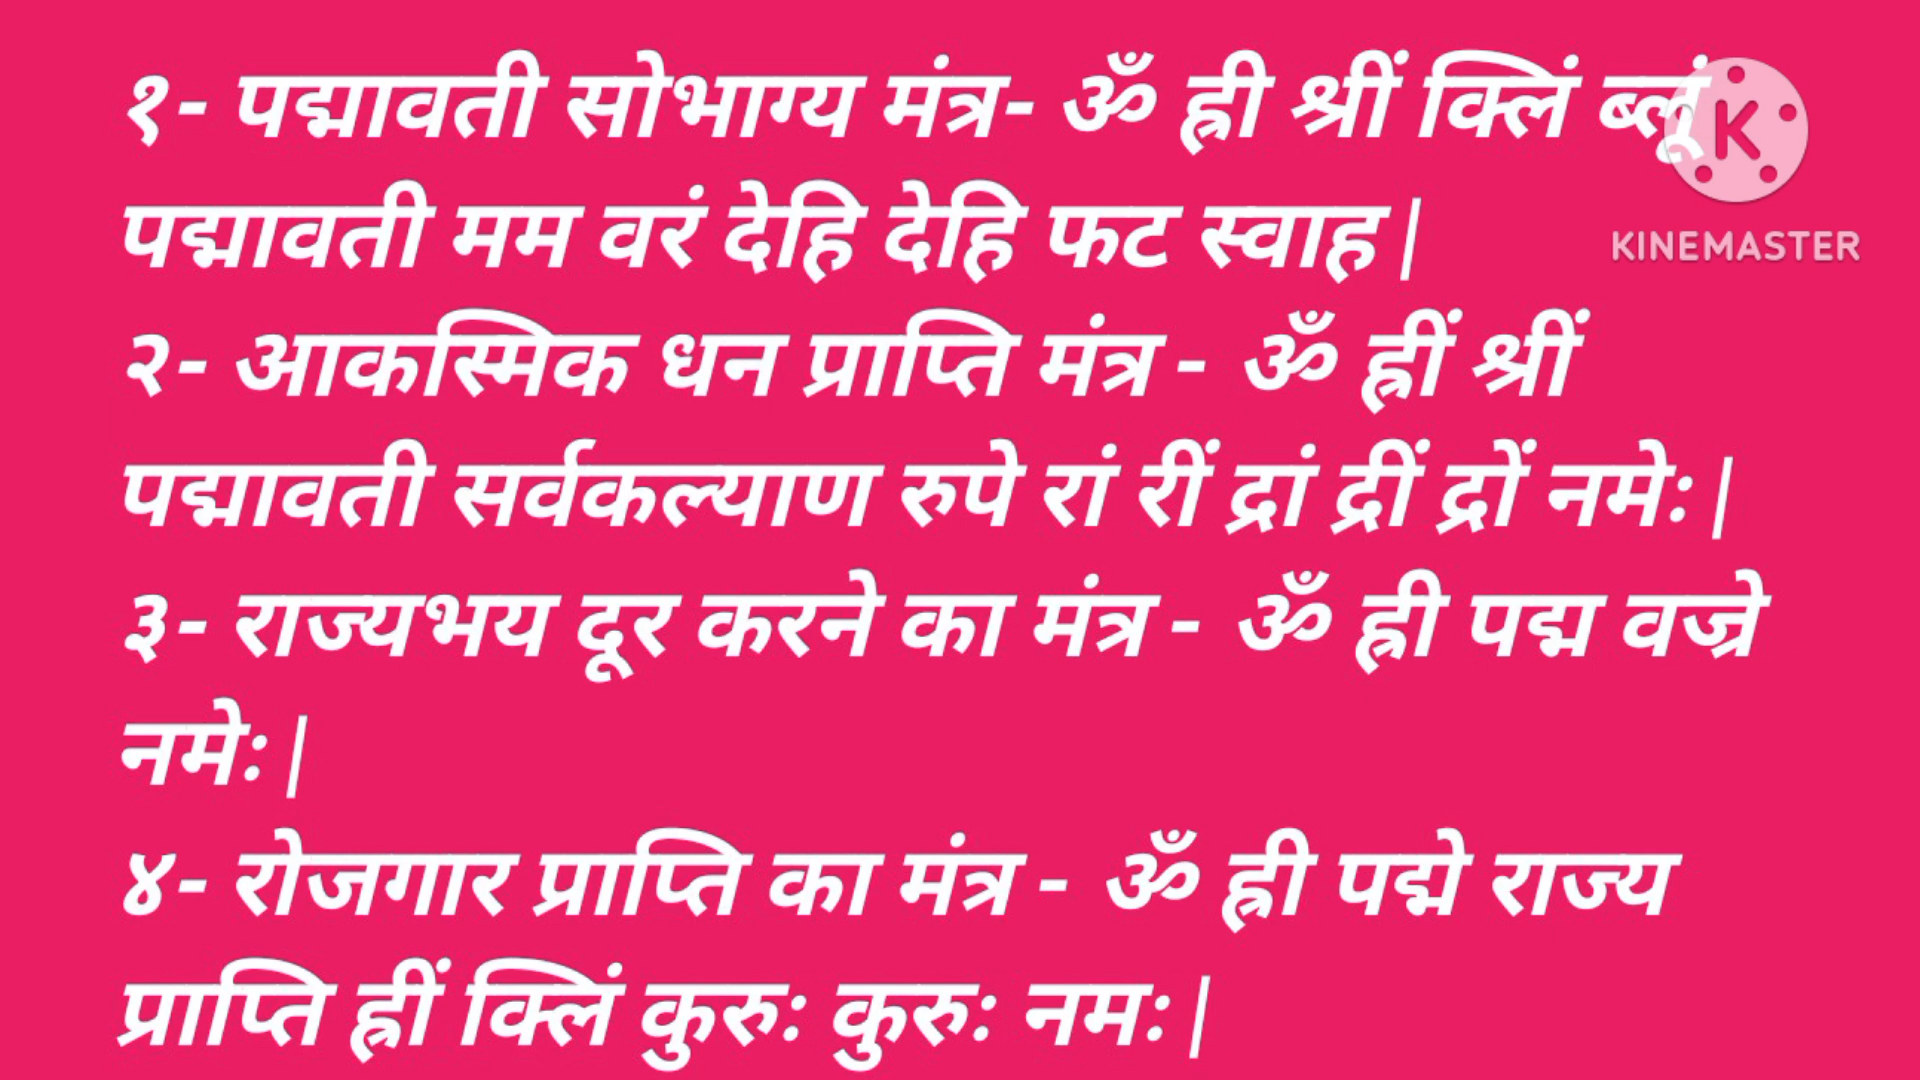 १- पद्मावती सोभाग्य मंत्र- ॐ ह्री श्रीं क्लिं ब्लूं
पद्मावती मम वरं देहि देहि फट स्वाह|
२- आकस्मिक धन प्राप्ति मंत्र - ॐ ह्रीं श्रीं
पद्मावती सर्वकल्याण रुपे रां रीं द्रां द्रीं द्रों नमेः|
३- राज्यभय दूर करने का मंत्र - ॐ ह्री पद्म वज्रे
नमेः|
४- रोजगार प्राप्ति का मंत्र - ॐ ह्री पद्मे राज्य
प्राप्ति ह्रीं क्लिं कुरुः कुरुः नमः|
K
KINEMASTER